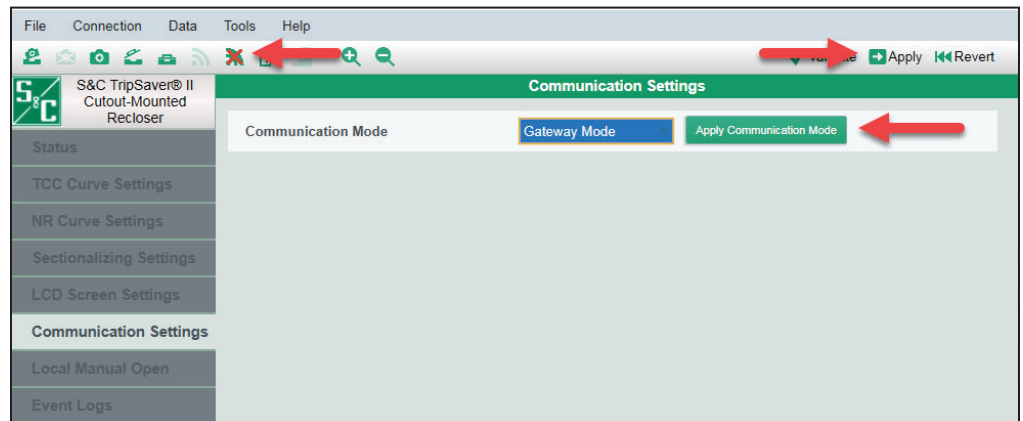 File Connection Data Tools Help
Apply Revert
S&C
S&C TripSaver® II
Cutout-Mounted
Recloser
Communication Settings
Status
TCC Curve Settings
NR Curve Settings
Sectionalizing Settings
LCD Screen Settings
Communication Settings
Local Manual Open
Event Logs
Communication Mode Gateway Mode Apply Communication Mode